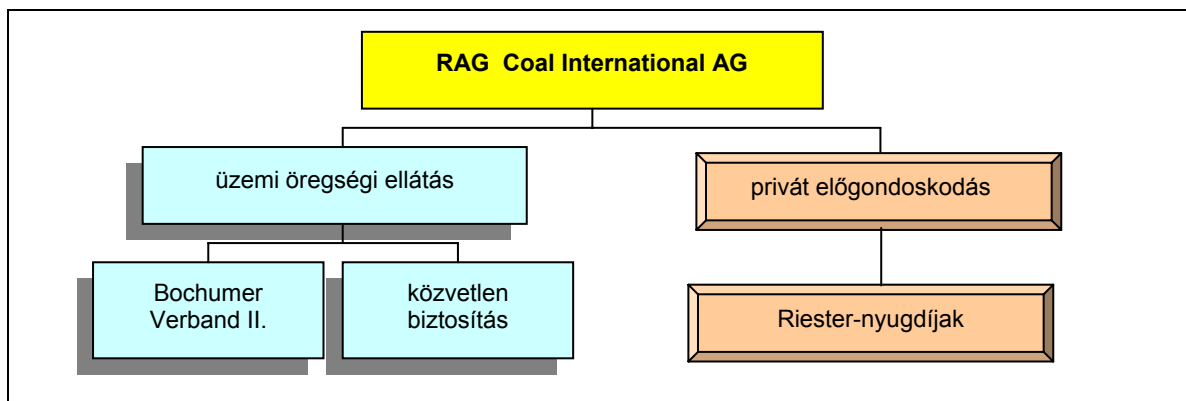 RAG Coal International AG
üzemi öregségi ellátás
privát előgondoskodás
Bochumer
Verband II.
közvetlen
biztosítás
Riester-nyugdíjak